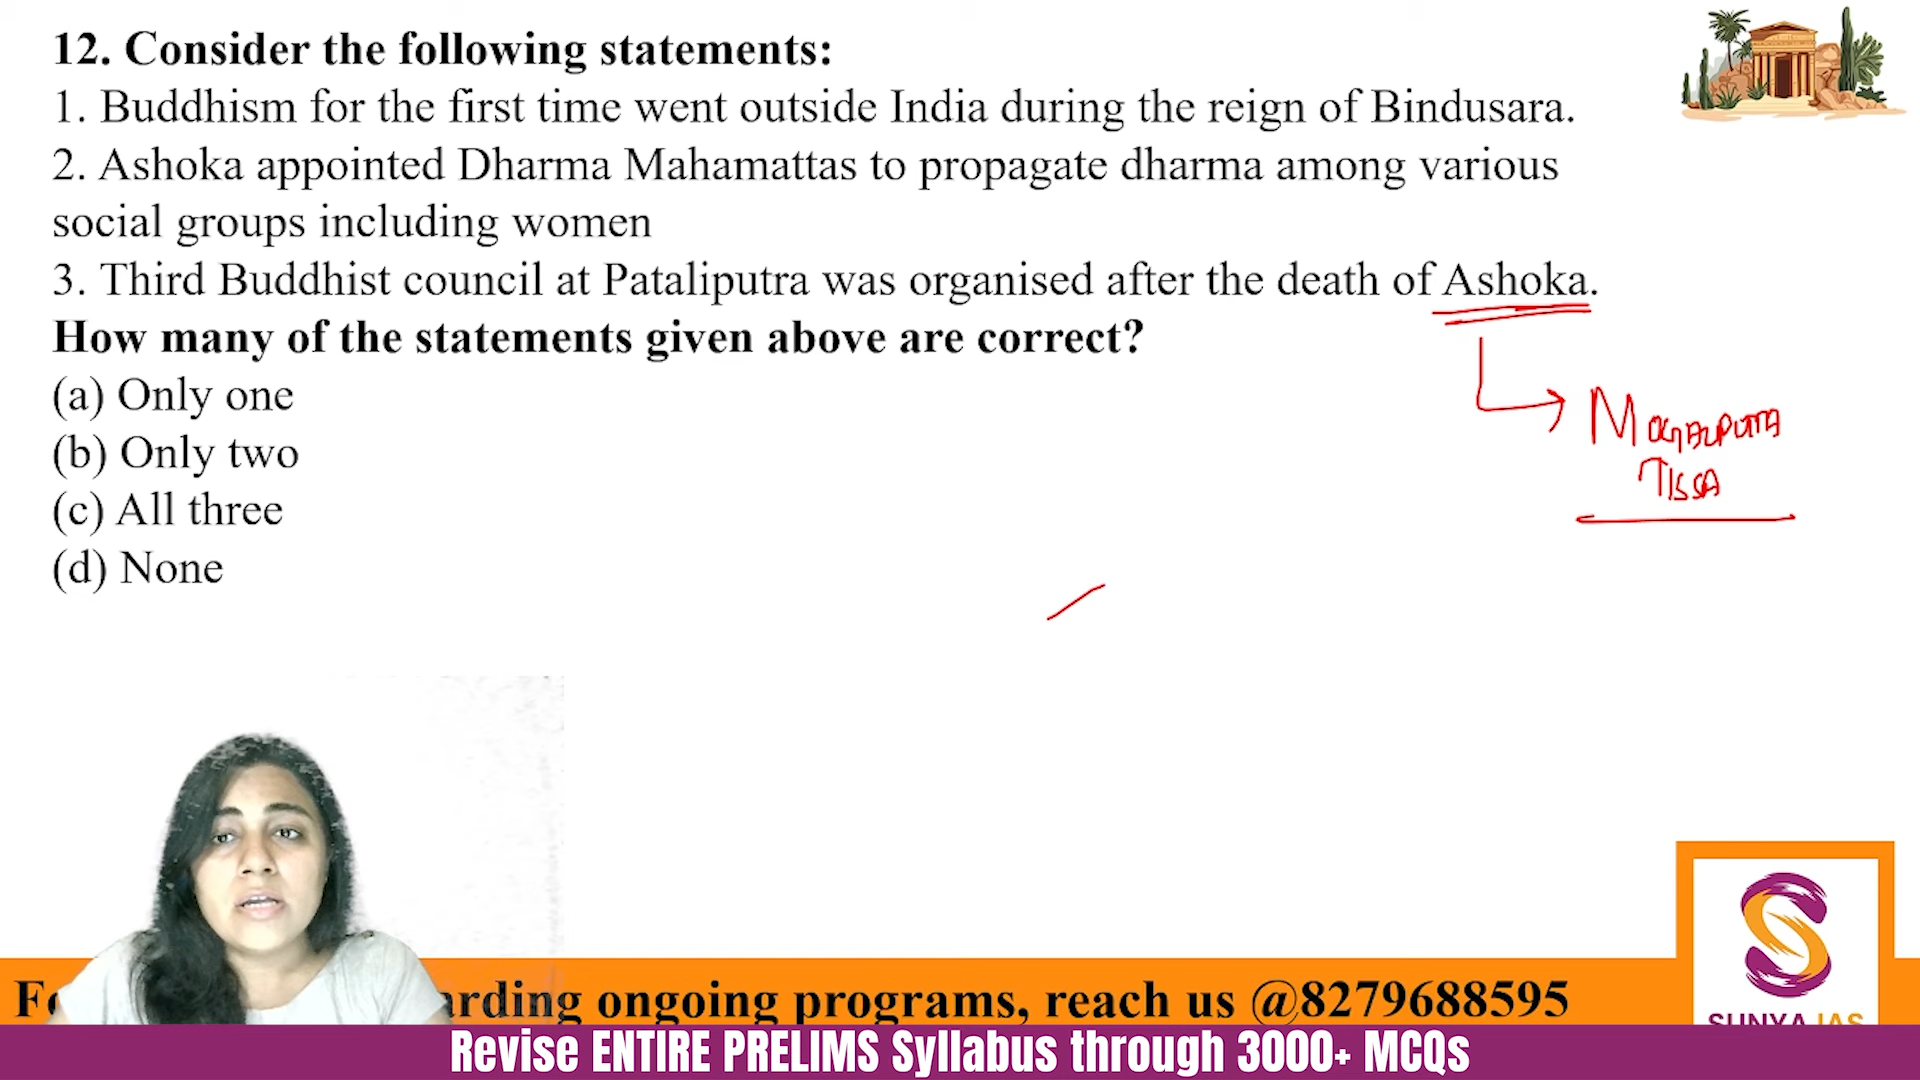 12. Consider the following statements:
1. Buddhism for the first time went outside India during the reign of Bindusara.
2. Ashoka appointed Dharma Mahamattas to propagate dharma among various
social groups including women
3. Third Buddhist council at Pataliputra was organised after the death of Ashoka.
How many of the statements given above are correct?
(a) Only one
(b) Only two
(c) All three
(d) None
TISSA
arding ongoing programs, reach us @8279688595
SUNYA IAS
Revise ENTIRE PRELIMS Syllabus through 3000+ MCQs